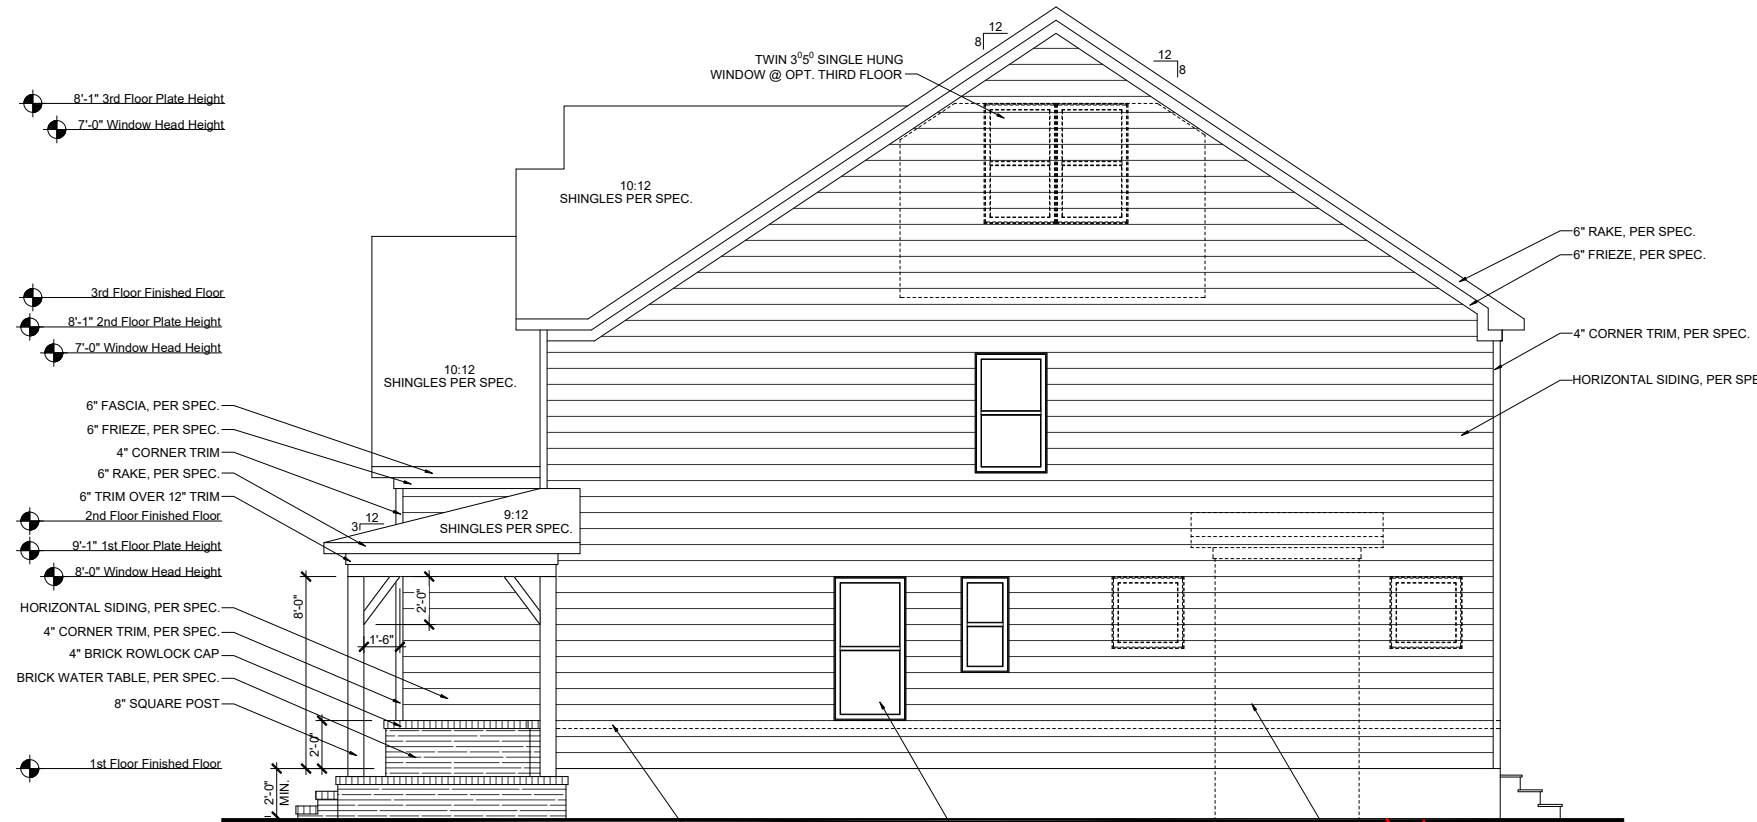 12
8
12
8
TWIN 3⁰5⁰ SINGLE HUNG
WINDOW @ OPT. THIRD FLOOR
8'-1" 3rd Floor Plate Height
7'-0" Window Head Height
10:12
SHINGLES PER SPEC.
6" RAKE, PER SPEC.
6" FRIEZE, PER SPEC.
3rd Floor Finished Floor
8'-1" 2nd Floor Plate Height
7'-0" Window Head Height
4" CORNER TRIM, PER SPEC.
10:12
SHINGLES PER SPEC.
HORIZONTAL SIDING, PER SPE
6" FASCIA, PER SPEC.
6" FRIEZE, PER SPEC.
4" CORNER TRIM
6" RAKE, PER SPEC.
6" TRIM OVER 12" TRIM
2nd Floor Finished Floor
12
3
9:12
SHINGLES PER SPEC.
9'-1" 1st Floor Plate Height
8'-0" Window Head Height
8'-0"
2'-0"
1'-6"
HORIZONTAL SIDING, PER SPEC.
4" CORNER TRIM, PER SPEC.
4" BRICK ROWLOCK CAP
BRICK WATER TABLE, PER SPEC.
8" SQUARE POST
2'-0"
1st Floor Finished Floor
2'-0"
MIN.